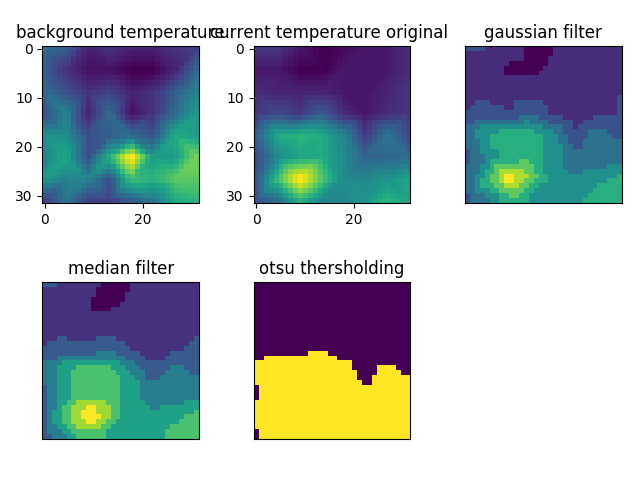 background temperature
current temperature original
gaussian filter
0
10
20
30
0
20
0
10
20
30
0
20
median filter
otsu thersholding